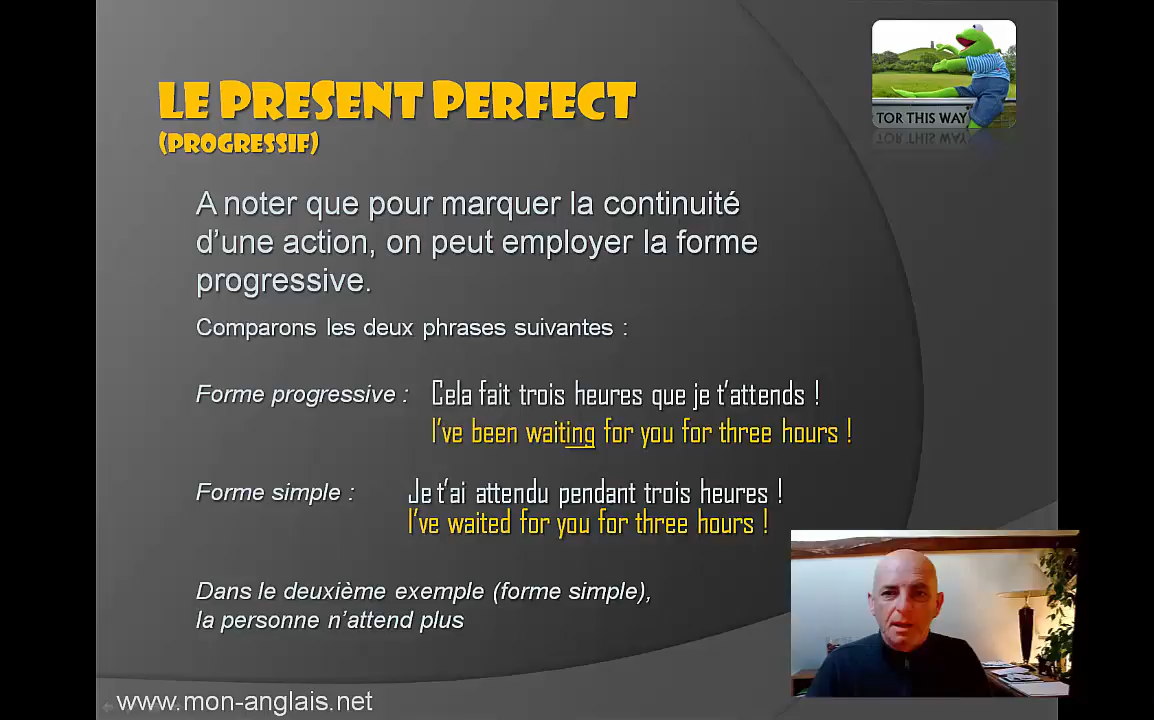 LE PRESENT PERFECT
(PROGRESSIF)
TOR THIS WAY
A noter que pour marquer la continuité
d’une action, on peut employer la forme
progressive.
Comparons les deux phrases suivantes :
Forme progressive : Cela fait trois heures que je t’attends !
I’ve been waiting for you for three hours !
Forme simple : Je t’ai attendu pendant trois heures !
I’ve waited for you for three hours !
Dans le deuxième exemple (forme simple),
la personne n’attend plus
www.mon-anglais.net